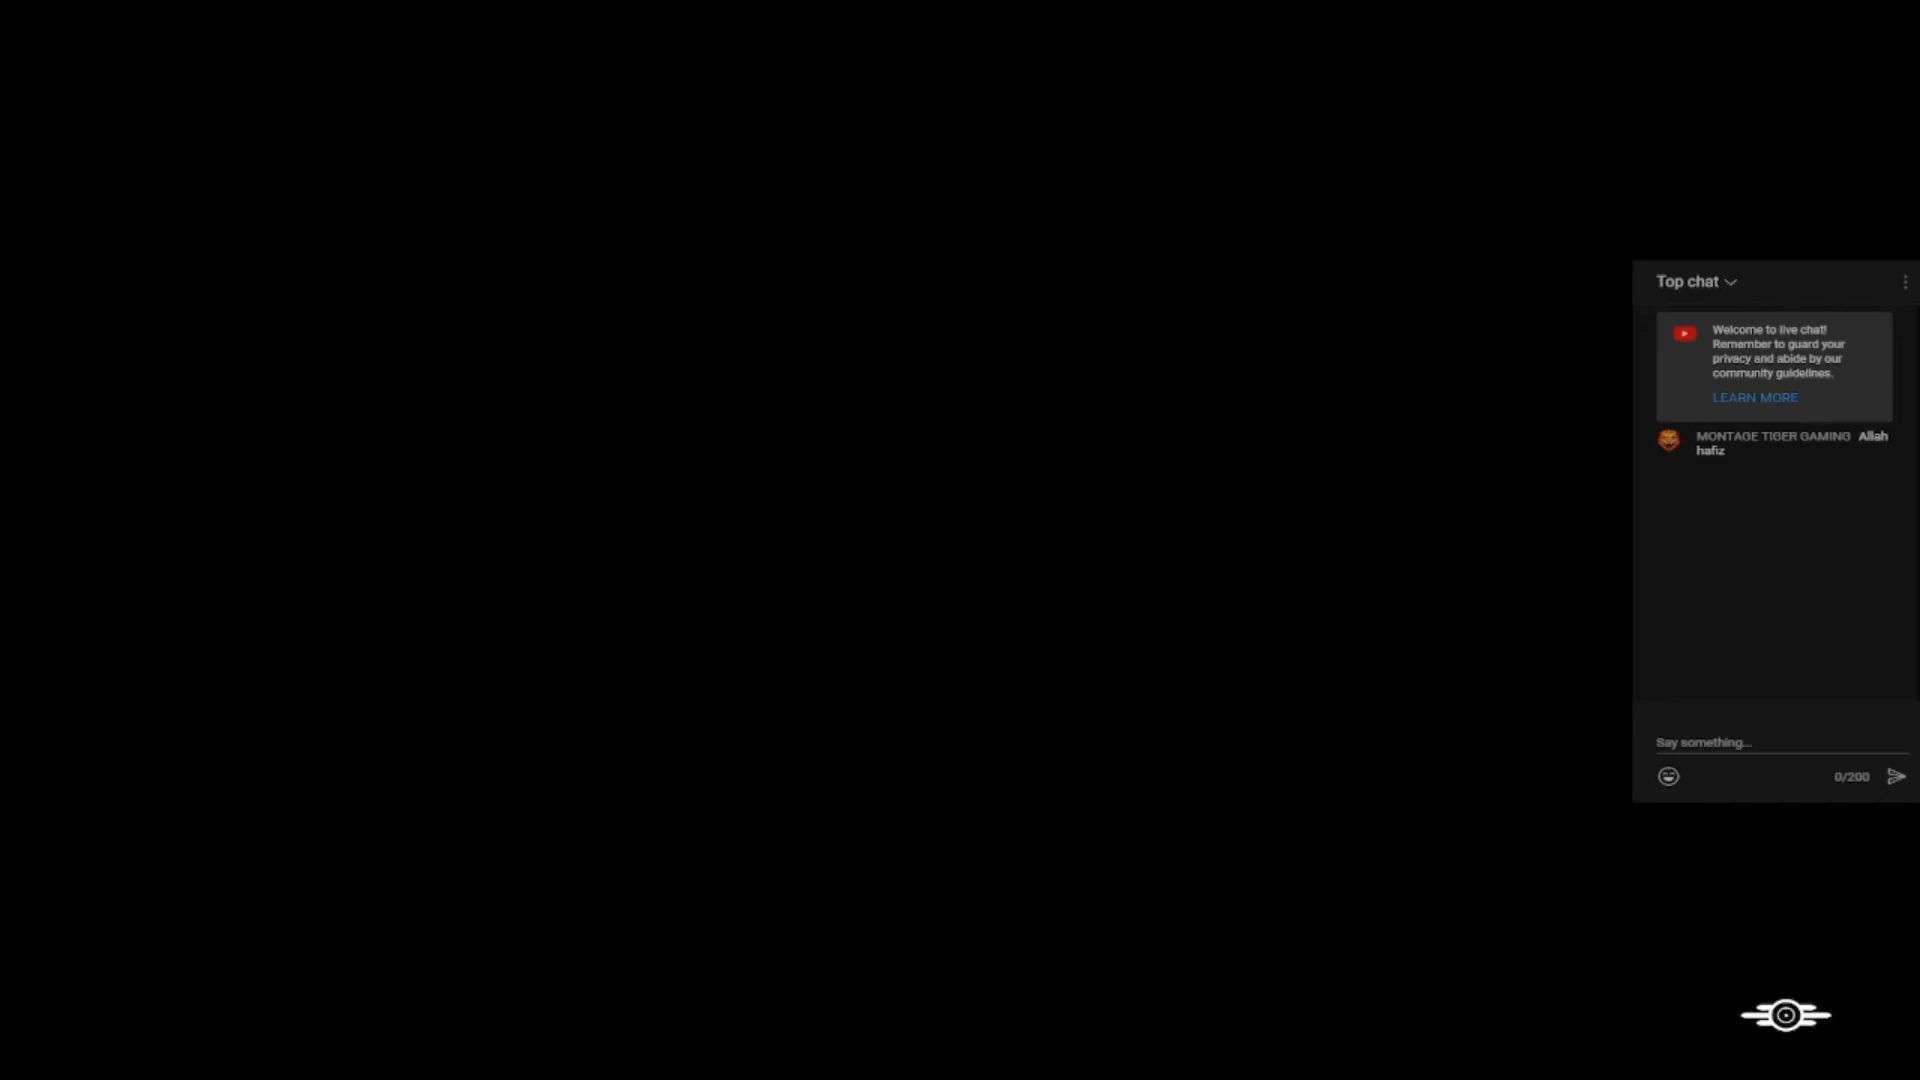 Top chat
Welcome to live chat!
Remember to guard your
privacy and abide by our
community guidelines.
LEARN MORE
MONTAGE TIGER GAMING Allah
hafiz
Say something...
0/200